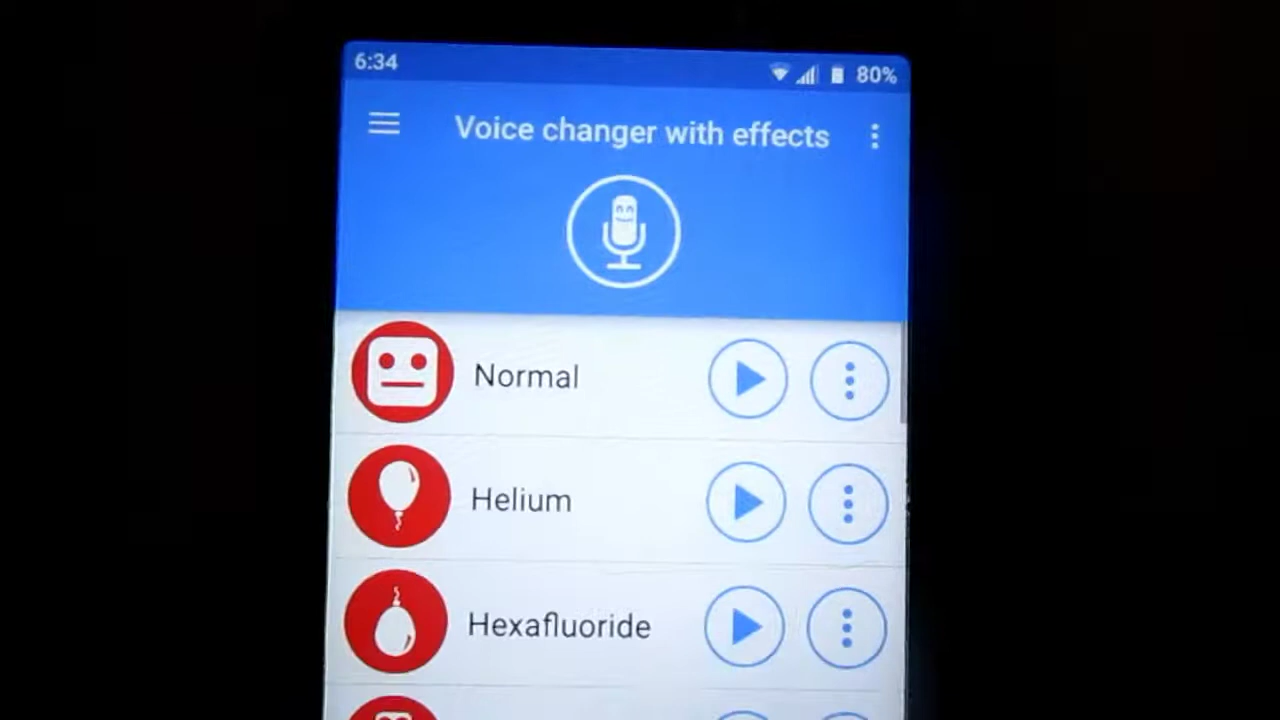 6:34
80%
Voice changer with effects
Normal
Helium
Hexafluoride